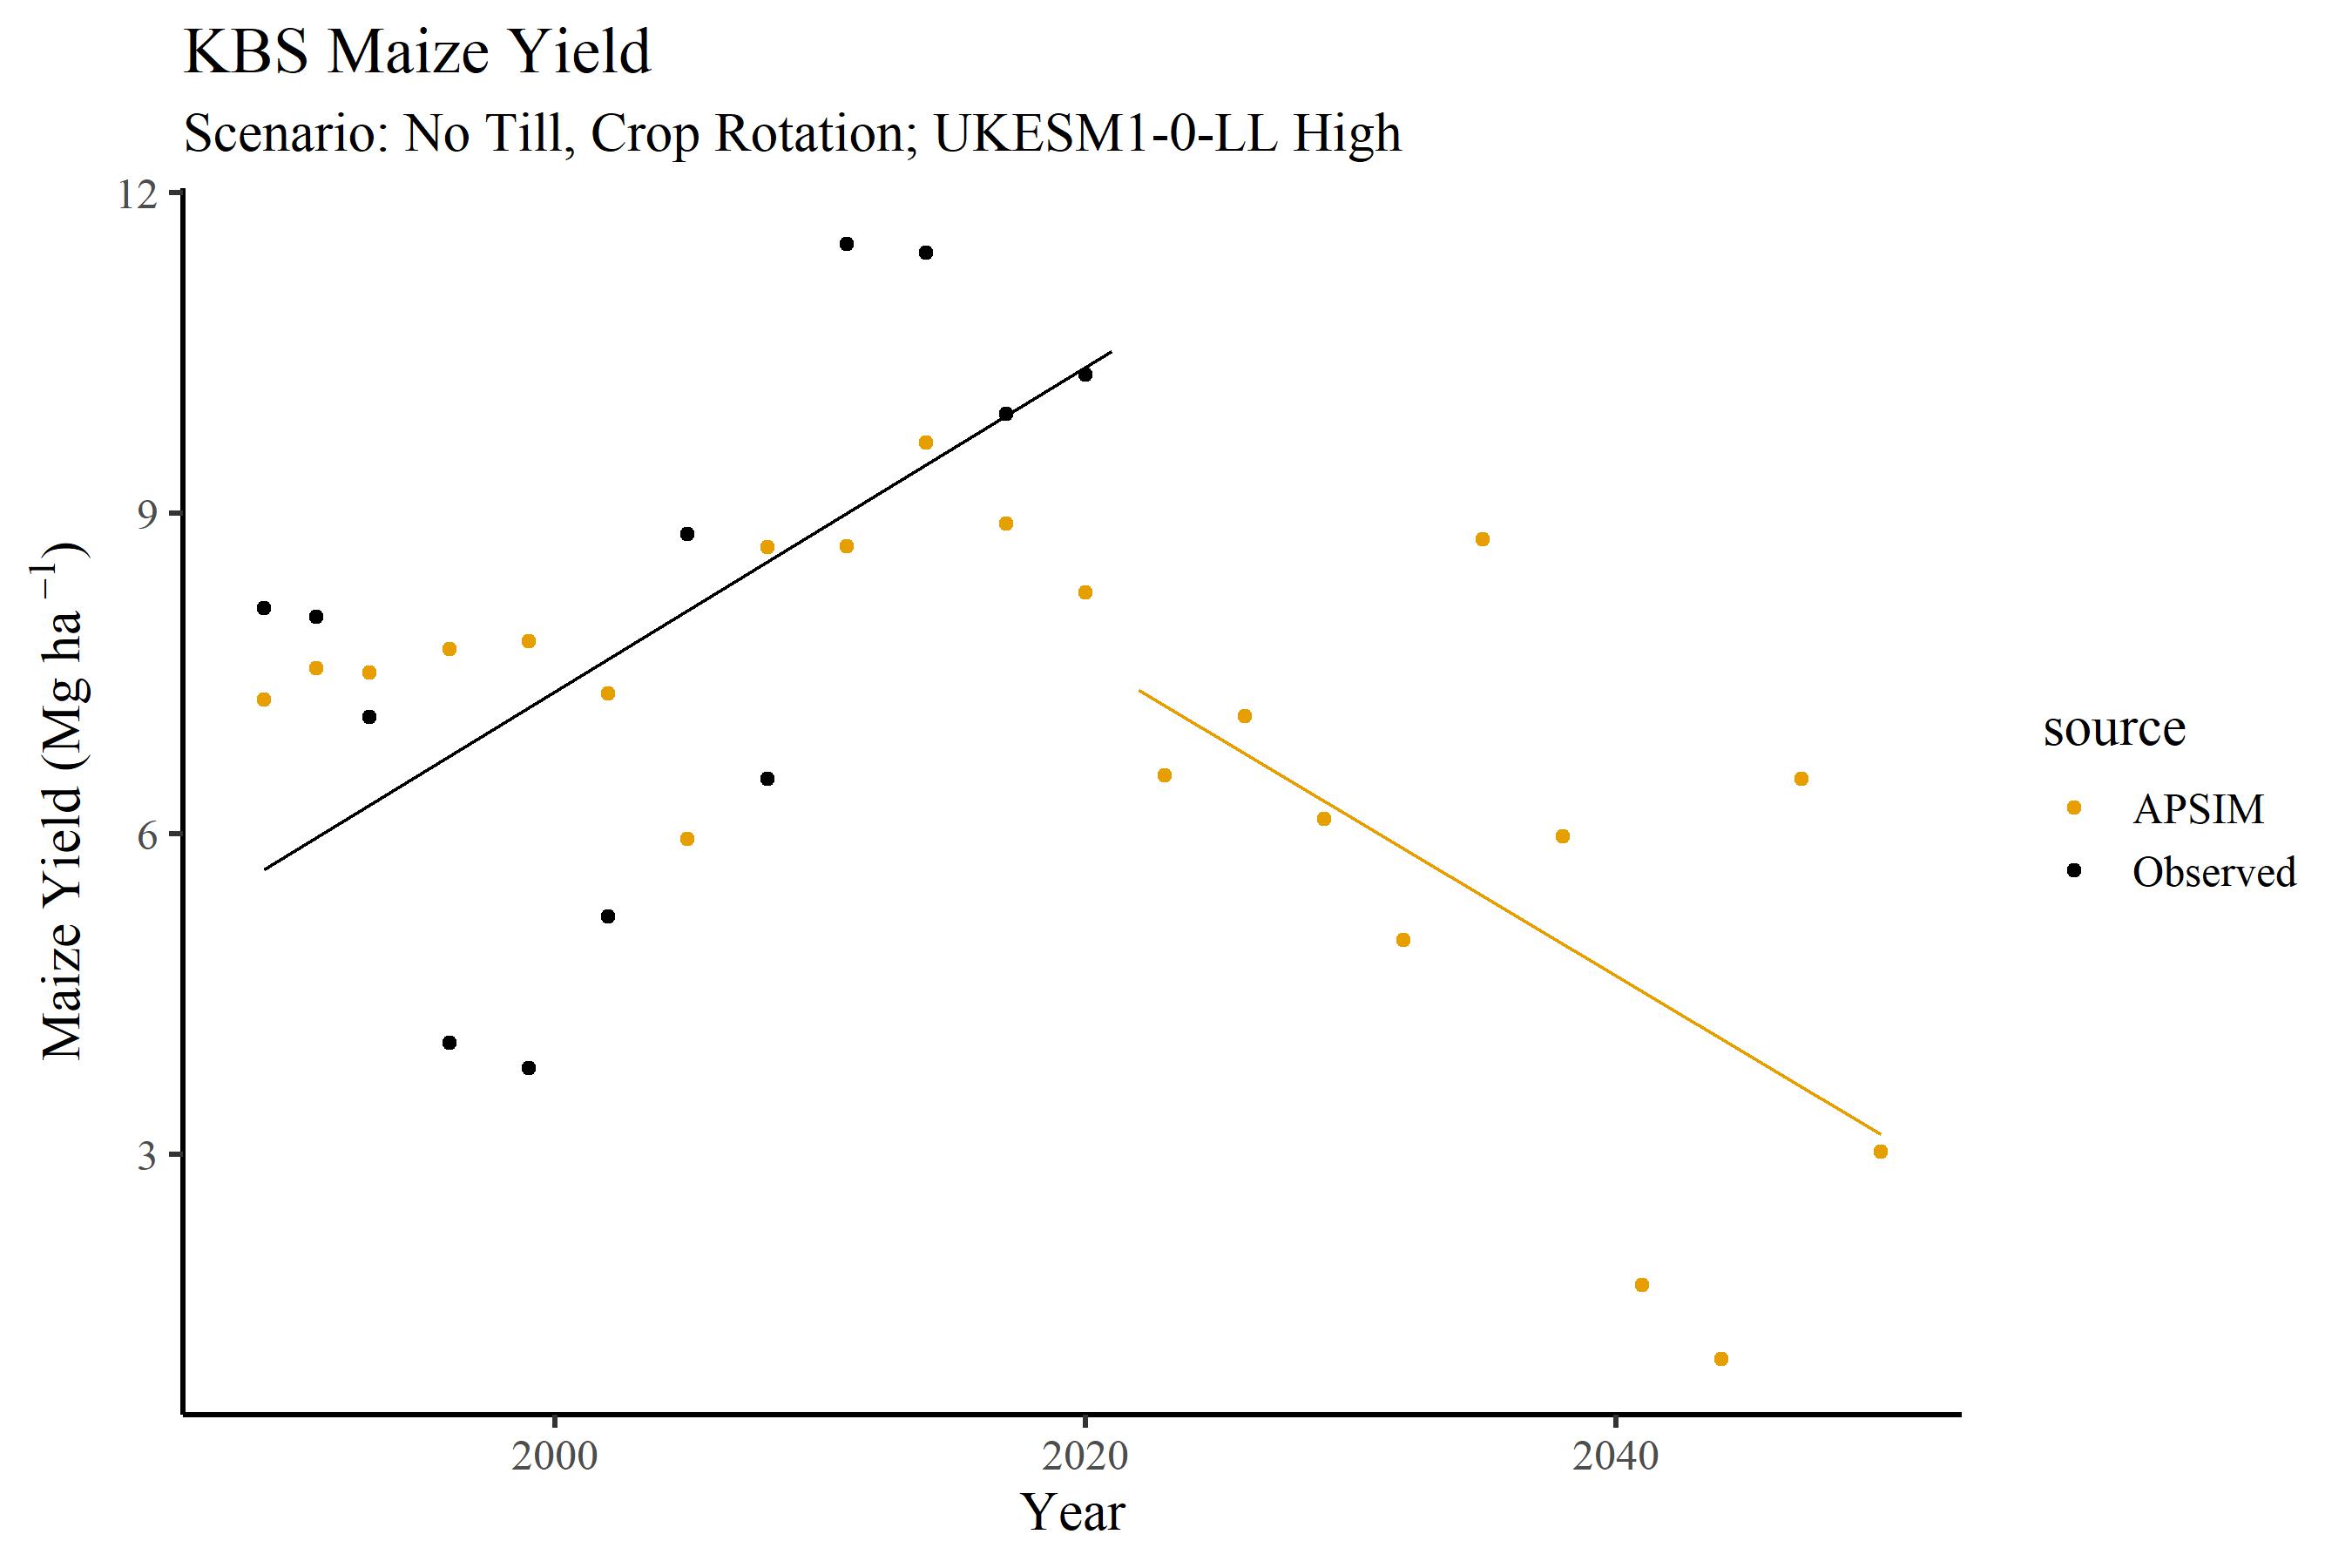 KBS Maize Yield
Scenario: No Till, Crop Rotation; UKESM1-0-LL High
12
9
6
3
Maize Yield (Mg ha −1)
2000
2020
2040
Year
source
APSIM
Observed